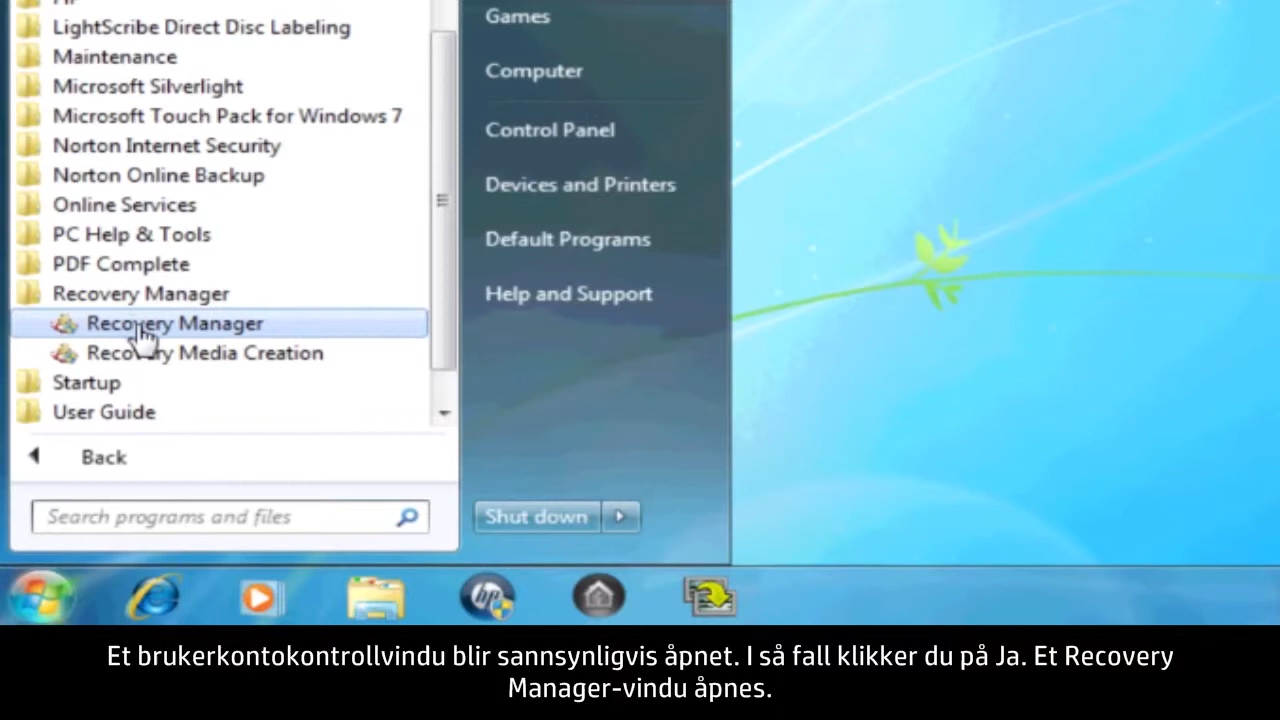 LightScribe Direct Disc Labeling
Maintenance
Microsoft Silverlight
Microsoft Touch Pack for Windows 7
Norton Internet Security
Norton Online Backup
Online Services
PC Help & Tools
PDF Complete
Recovery Manager
Recovery Manager
Recovery Media Creation
Startup
User Guide
Back
Search programs and files
Games
Computer
Control Panel
Devices and Printers
Default Programs
Help and Support
Shut down
hp
Et brukerkontokontrollvindu blir sannsynligvis åpnet. I så fall klikker du på Ja. Et Recovery
Manager-vindu åpnes.